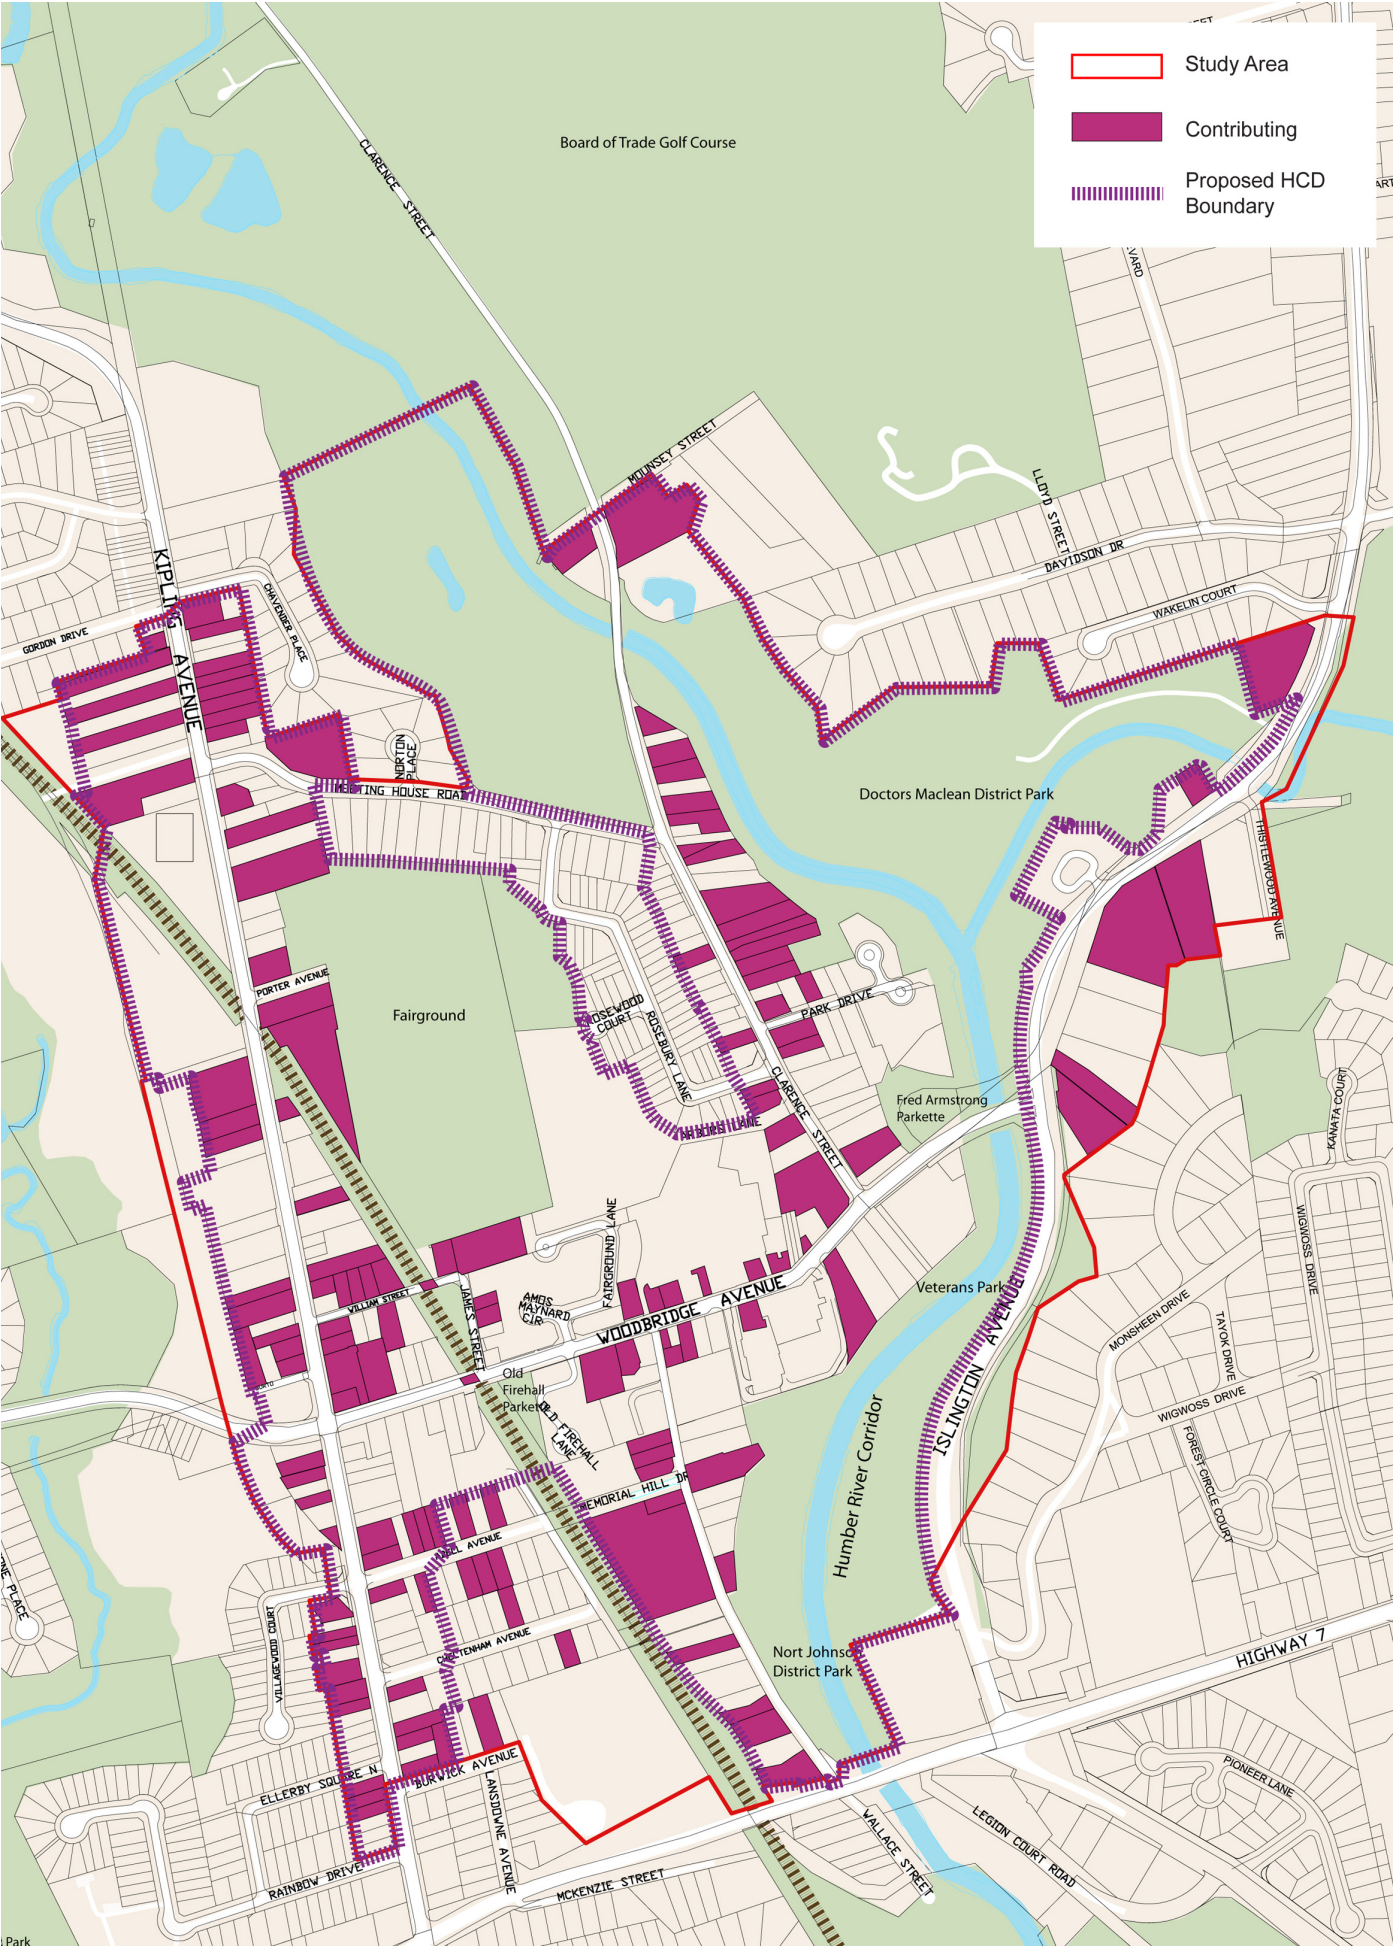 Study Area
Contributing
Proposed HCD
Boundary
Board of Trade Golf Course
CLARENCE STREET
MOUNSEY STREET
LLOYD STREET
DAVIDSON DR
WAKELIN COURT
KIPLING AVENUE
CHAVENDER PLACE
GORDON DRIVE
NORTON
PLACE
MEETING HOUSE ROAD
Doctors Maclean District Park
THISTLEWOOD AVENUE
PORTER AVENUE
Fairground
COURT
ROSEBURY LANE
PARK DRIVE
CLARENCE STREET
LANE
Fred Armstrong
Parkette
KANATA COURT
WIGWOSS DRIVE
FAIRGROUND LANE
Veterans Park
WILLIAM STREET
JAMES STREET
AMOS
MAYNARD
CIR
WOODBRIDGE AVENUE
ISLINGTON AVENUE
MONSHEEN DRIVE
TAYOK DRIVE
WIGWOSS DRIVE
FOREST CIRCLE COURT
Old
Firehall
Parkette
OLD FIREHALL
LANE
MEMORIAL HILL DR
AVENUE
Humber River Corridor
VILLAGEWOOD COURT
CHELTENHAM AVENUE
Nort Johnson
District Park
HIGHWAY 7
ELLERBY SQUARE N
BURWICK AVENUE
LANSDOWNE AVENUE
RAINBOW DRIVE
MCKENZIE STREET
WALLACE STREET
LEGION COURT ROAD
PIONEER LANE
PLACE
Park